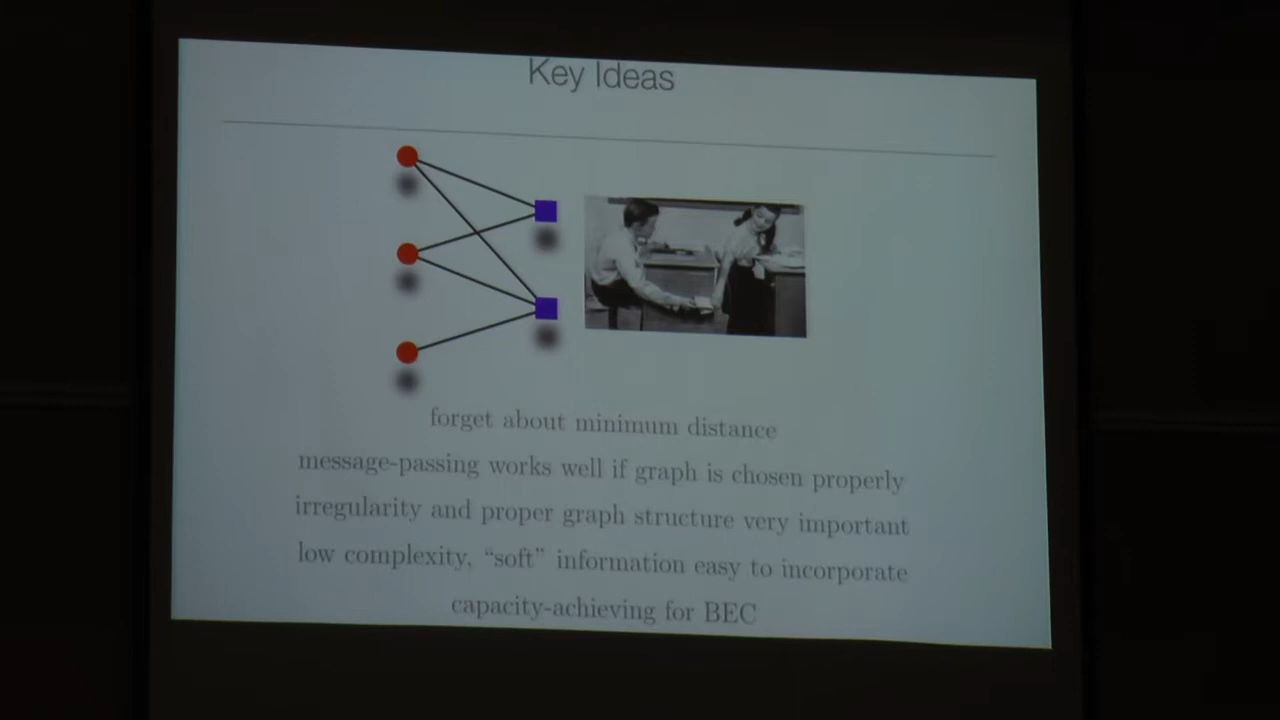 Key Ideas
forget about minimum distance
message-passing works well if graph is chosen properly
irregularity and proper graph structure very important
low complexity, “soft” information easy to incorporate
capacity-achieving for BEC